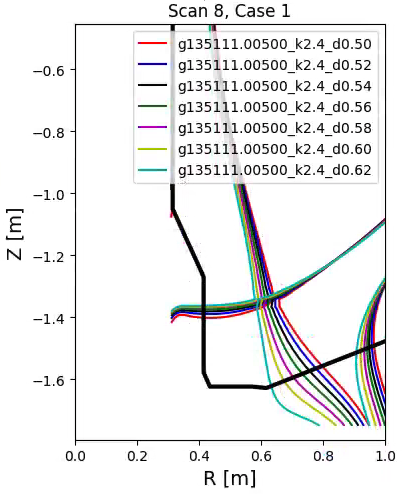 Scan 8, Case 1
g135111.00500_k2.4_d0.50
g135111.00500_k2.4_d0.52
g135111.00500_k2.4_d0.54
g135111.00500_k2.4_d0.56
g135111.00500_k2.4_d0.58
g135111.00500_k2.4_d0.60
g135111.00500_k2.4_d0.62
−0.6
−0.8
−1.0
−1.2
−1.4
−1.6
Z [m]
0.0 0.2 0.4 0.6 0.8 1.0
R [m]